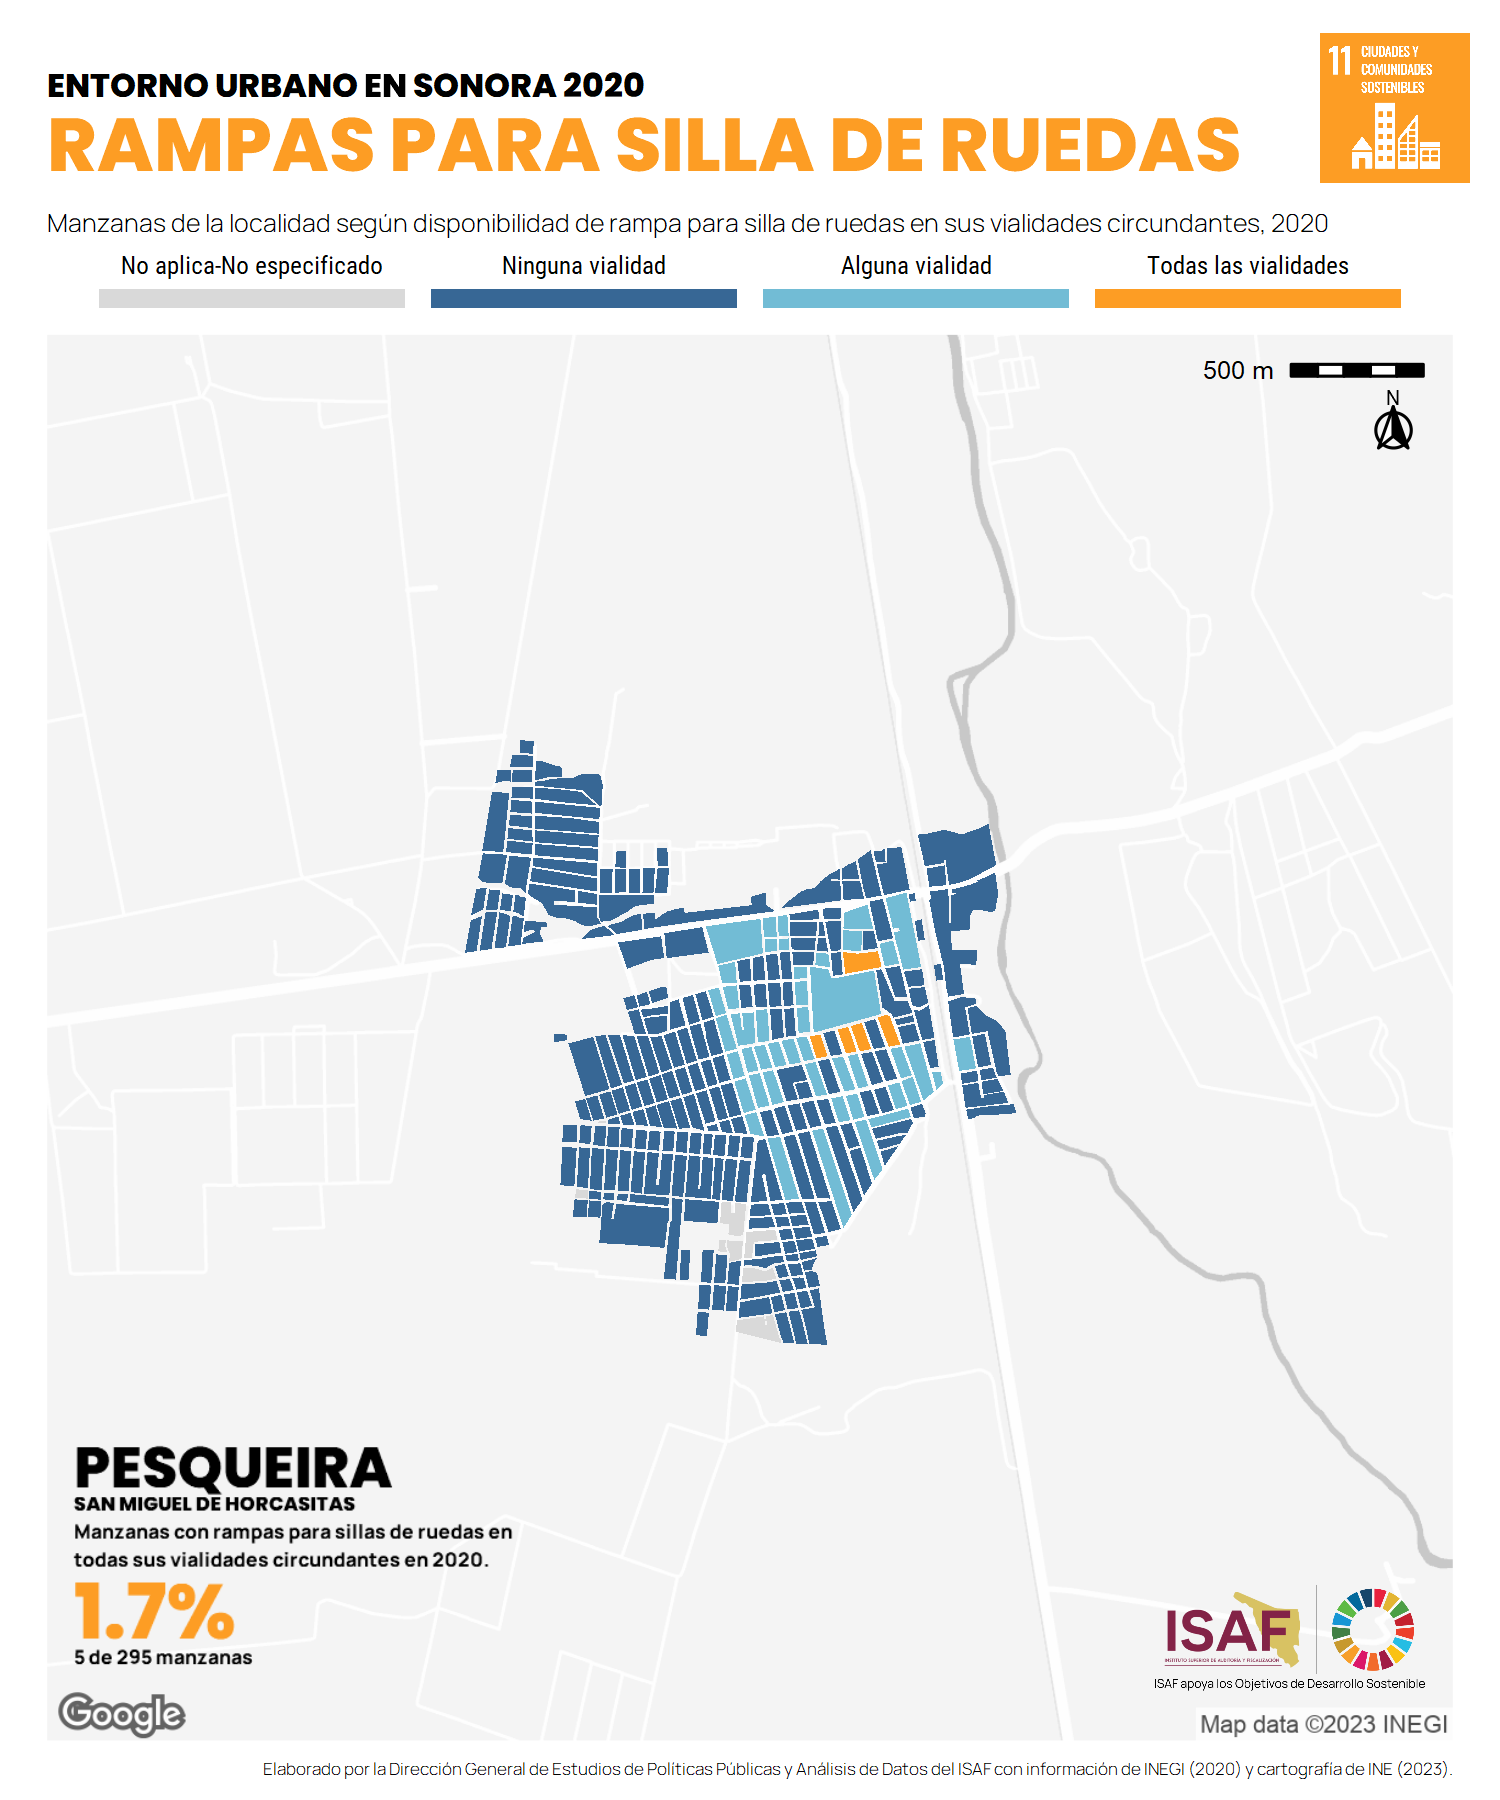 ENTORNO URBANO EN SONORA 2020
RAMPAS PARA SILLA DE RUEDAS
11 CIUDADES Y
COMUNIDADES
SOSTENIBLES
Manzanas de la localidad según disponibilidad de rampa para silla de ruedas en sus vialidades circundantes, 2020
No aplica-No especificado
Ninguna vialidad
Alguna vialidad
Todas las vialidades
500 m
N
PESQUEIRA
SAN MIGUEL DE HORCASITAS
Manzanas con rampas para sillas de ruedas en
todas sus vialidades circundantes en 2020.
1.7%
5 de 295 manzanas
ISAF
INSTITUTO SUPERIOR DE AUDITORÍA Y FISCALIZACIÓN
ISAF apoya los Objetivos de Desarrollo Sostenible
Google
Map data ©2023 INEGI
Elaborado por la Dirección General de Estudios de Políticas Públicas y Análisis de Datos del ISAF con información de INEGI (2020) y cartografía de INE (2023).